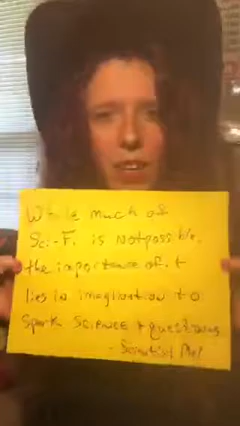 While much of
Sci-Fi is Not possible,
the importance of it
lies in imagination to
Spark Science & questions
- Scientist Mel